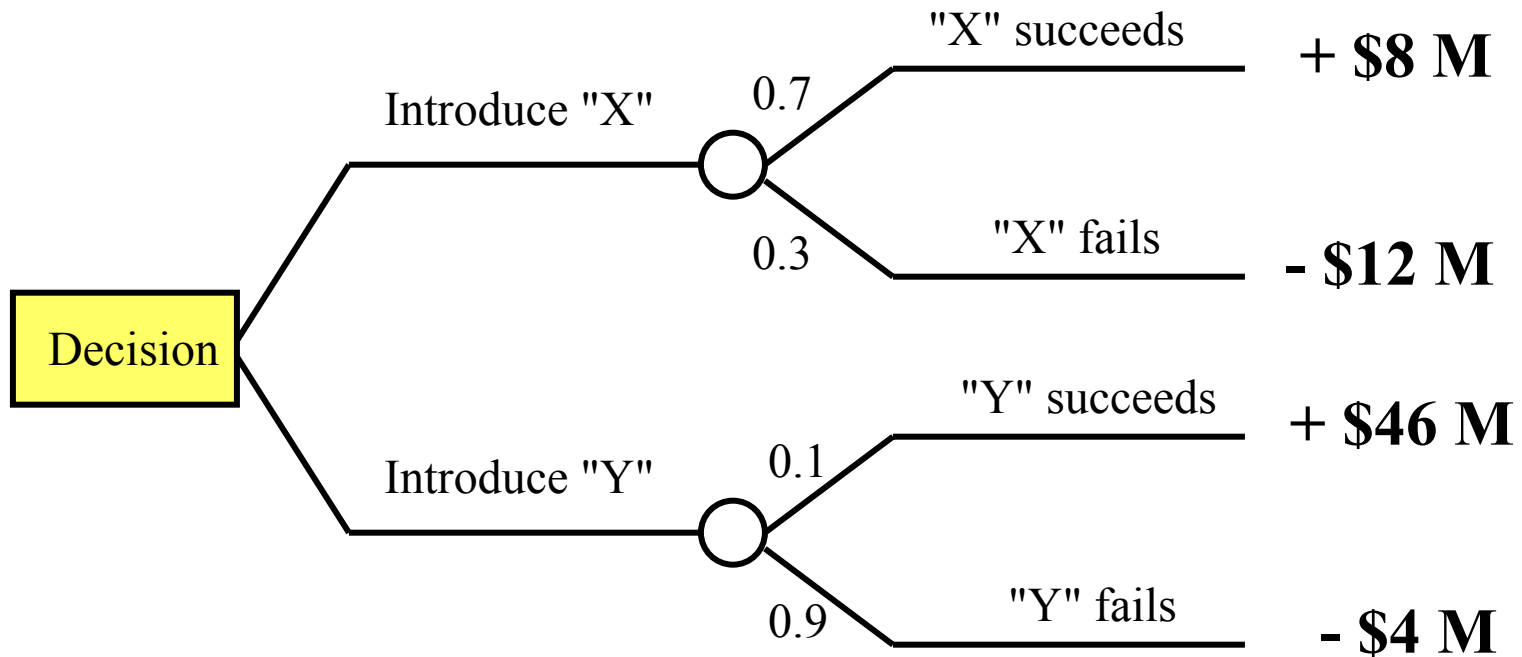 "X" succeeds
+ $8 M
0.7
Introduce "X"
"X" fails
0.3
- $12 M
Decision
"Y" succeeds
+ $46 M
0.1
Introduce "Y"
"Y" fails
0.9
- $4 M